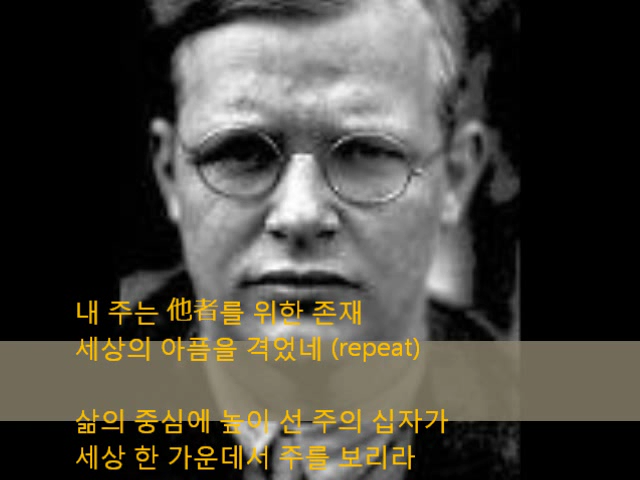 내 주는 他者를 위한 존재
세상의 아픔을 격었네 (repeat)
삶의 중심에 높이 선 주의 십자가
세상 한 가운데서 주를 보리라